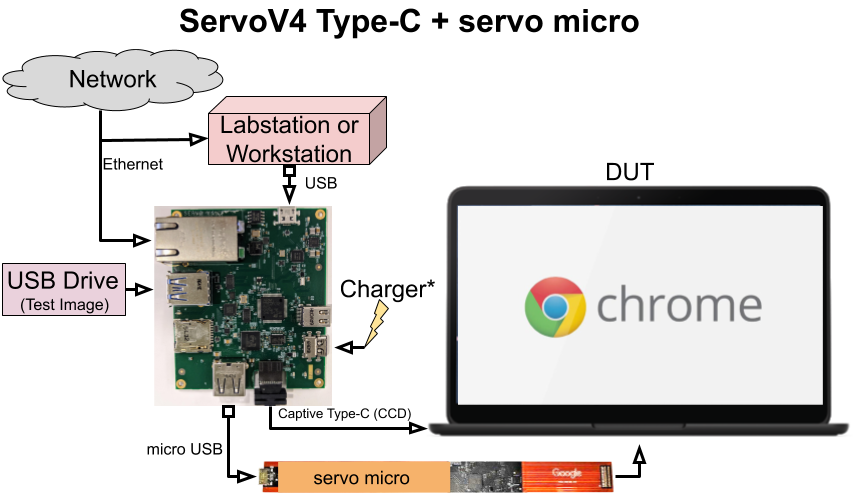 ServoV4 Type-C + servo micro
Network
Labstation or
Workstation
Ethernet
USB
DUT
USB Drive
(Test Image)
Charger*
chrome
Captive Type-C (CCD)
micro USB
servo micro
Google